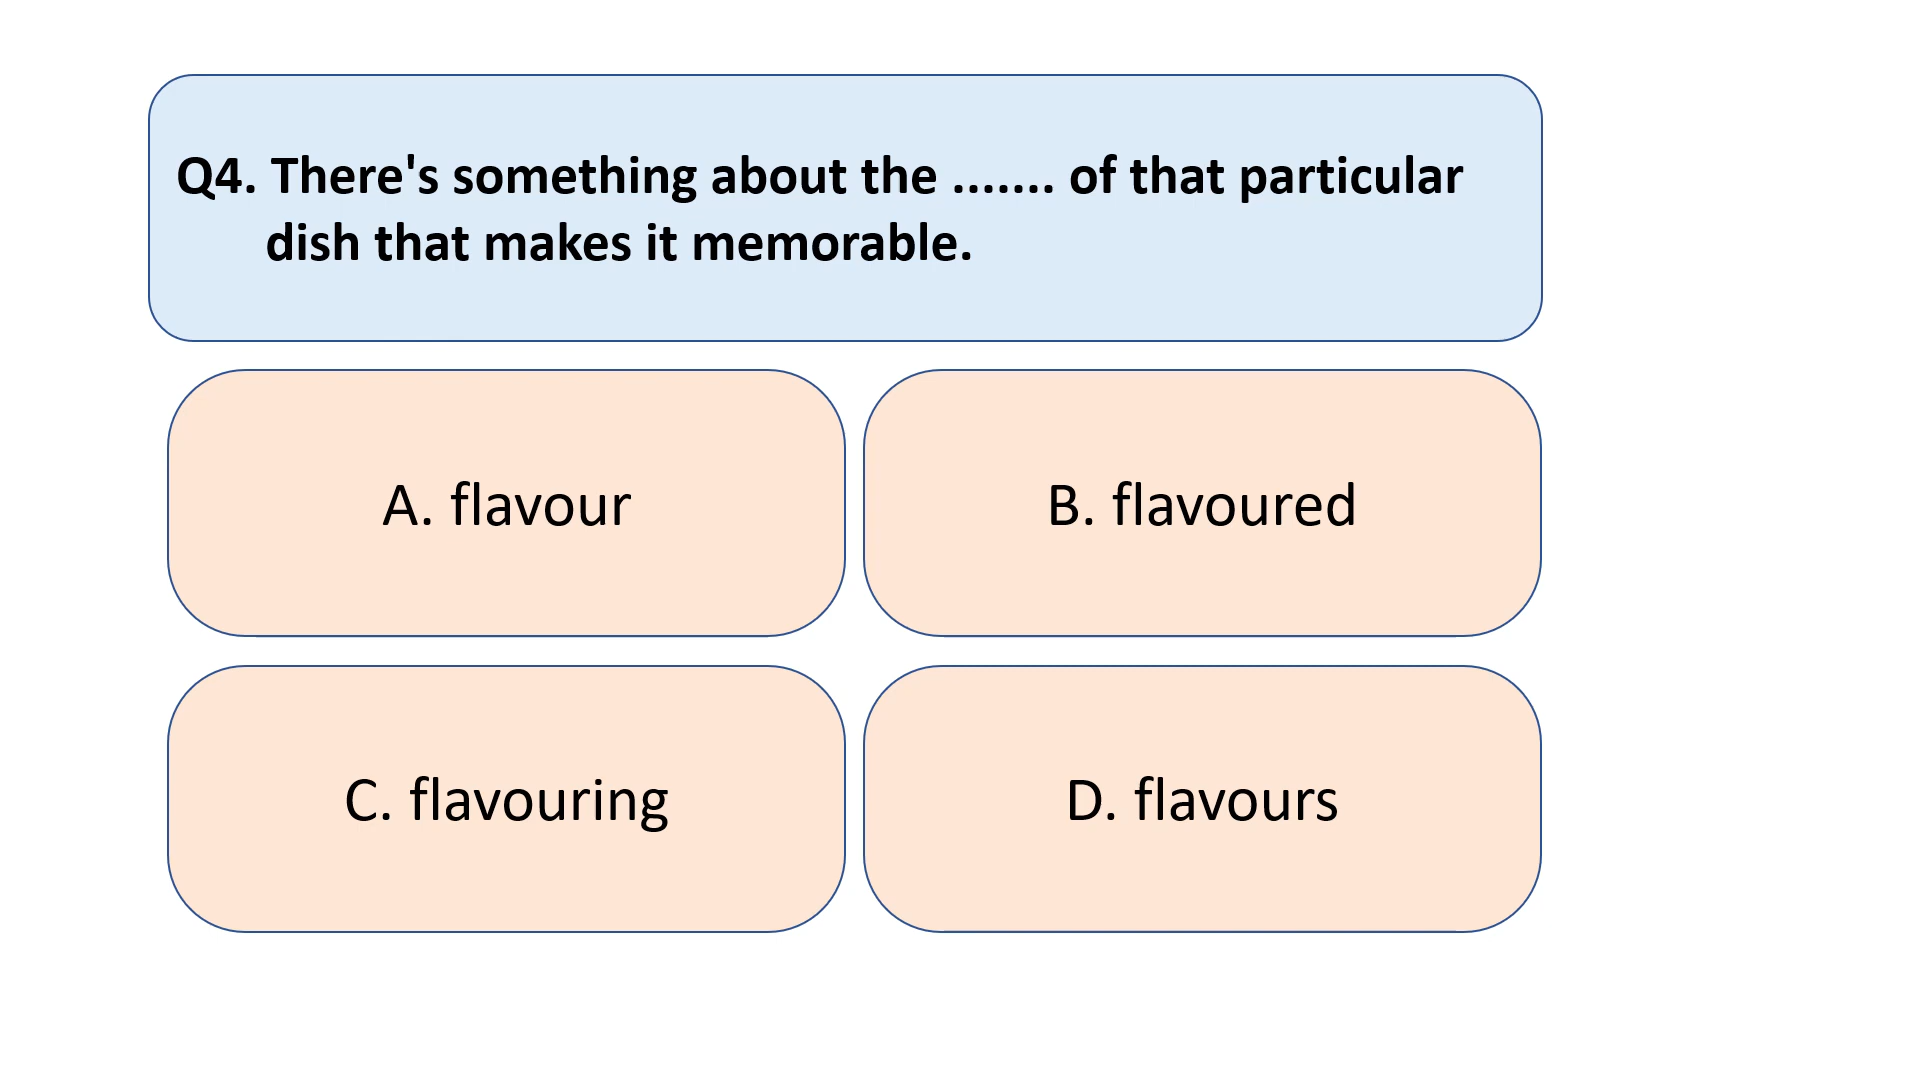 Q4. There's something about the ....... of that particular
dish that makes it memorable.
A. flavour
B. flavoured
C. flavouring
D. flavours